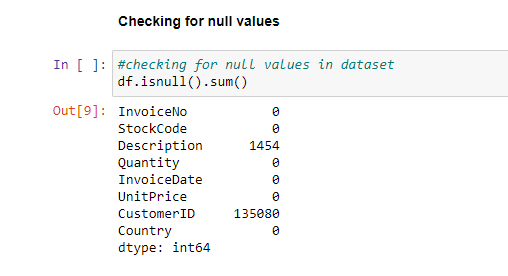 Checking for null values
In [ ]: #checking for null values in dataset
df.isnull().sum()
Out[9]: InvoiceNo 0
StockCode 0
Description 1454
Quantity 0
InvoiceDate 0
UnitPrice 0
CustomerID 135080
Country 0
dtype: int64